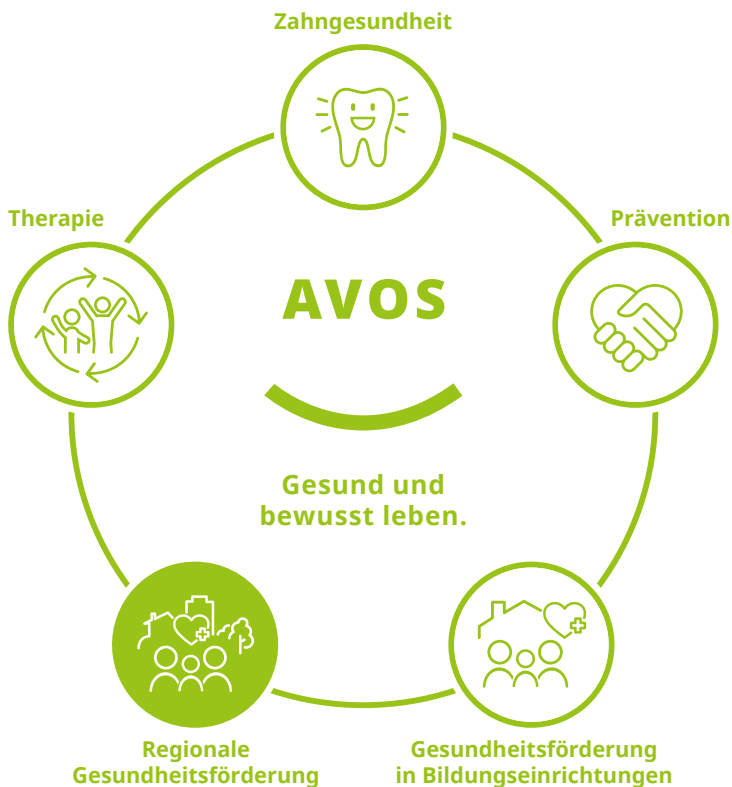 Zahngesundheit
Therapie
Prävention
AVOS
Gesund und
bewusst leben.
Regionale
Gesundheitsförderung
Gesundheitsförderung
in Bildungseinrichtungen